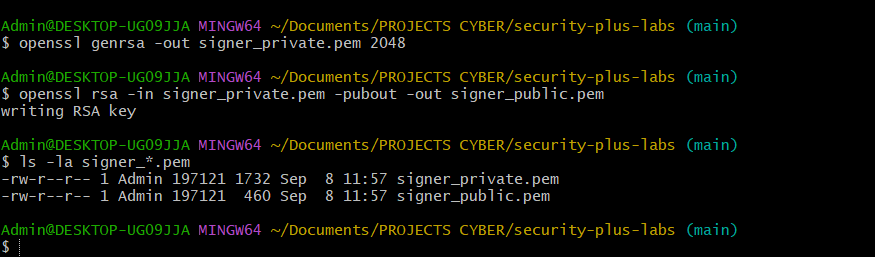 Admin@DESKTOP-UGO9JJA MINGW64 ~/Documents/PROJECTS CYBER/security-plus-labs (main)
$ openssl genrsa -out signer_private.pem 2048
Admin@DESKTOP-UGO9JJA MINGW64 ~/Documents/PROJECTS CYBER/security-plus-labs (main)
$ openssl rsa -in signer_private.pem -pubout -out signer_public.pem
writing RSA key
Admin@DESKTOP-UGO9JJA MINGW64 ~/Documents/PROJECTS CYBER/security-plus-labs (main)
$ ls -la signer_*.pem
-rw-r--r-- 1 Admin 197121 1732 Sep  8 11:57 signer_private.pem
-rw-r--r-- 1 Admin 197121  460 Sep  8 11:57 signer_public.pem
Admin@DESKTOP-UGO9JJA MINGW64 ~/Documents/PROJECTS CYBER/security-plus-labs (main)
$